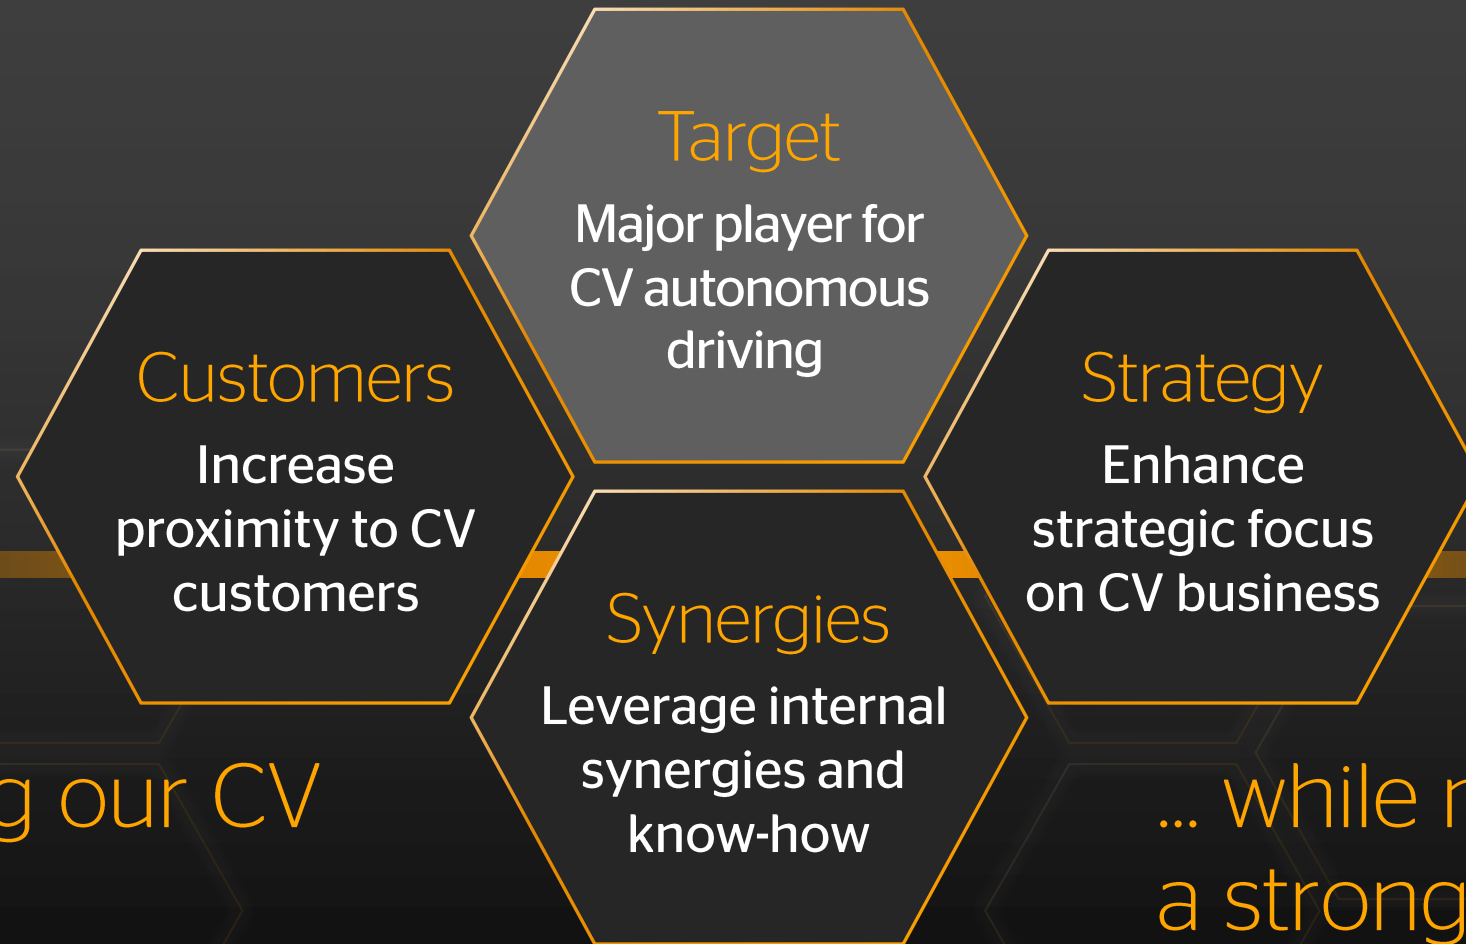 Target
Major player for
CV autonomous
driving
Customers
Increase
proximity to CV
customers
Strategy
Enhance
strategic focus
on CV business
Synergies
Leverage internal
synergies and
know-how
our CV
... while
a strong